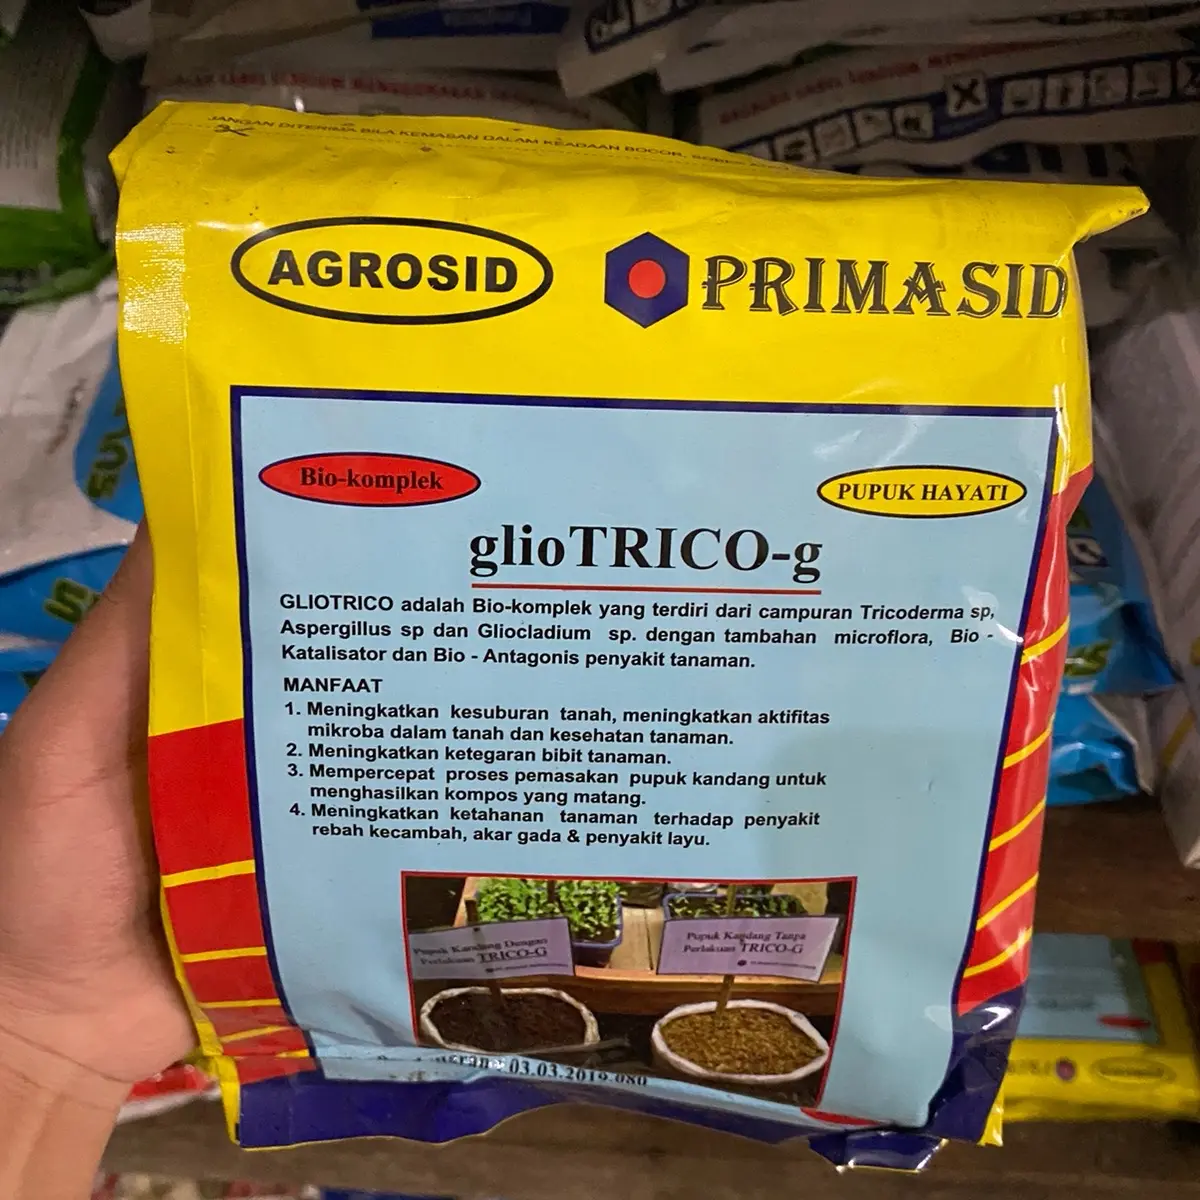 JANGAN DITERIMA BILA KEMASAN DALAM KEADAAN BOCOR,
AGROSID
PRIMASID
Bio-komplek
PUPUK HAYATI
glioTRICO-g
GLIOTRICO adalah Bio-komplek yang terdiri dari campuran Tricoderma sp,
Aspergillus sp dan Gliocladium sp. dengan tambahan microflora, Bio -
Katalisator dan Bio - Antagonis penyakit tanaman.
MANFAAT
1. Meningkatkan kesuburan tanah, meningkatkan aktifitas
mikroba dalam tanah dan kesehatan tanaman.
2. Meningkatkan ketegaran bibit tanaman.
3. Mempercepat proses pemasakan pupuk kandang untuk
menghasilkan kompos yang matang.
4. Meningkatkan ketahanan tanaman terhadap penyakit
rebah kecambah, akar gada & penyakit layu.
Pupuk Kandang Dengan
Perlakuan TRICO-G
Pupuk Kandang Tanpa
Perlakuan TRICO-G
03.03.2019.080